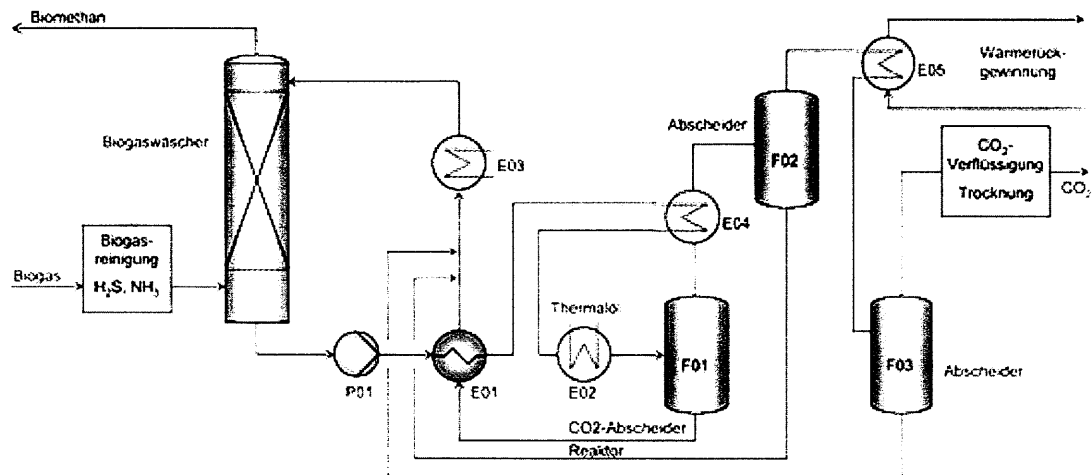 Biomethan
Biogaswäscher
Biogas-
reinigung
H2S, NH3
Biogas
P01
E01
E03
Thermalöl
E02
CO2-Abscheider
Reaktor
F01
E04
Abscheider
F02
E05
Wärmerück-
gewinnung
CO2-
Verflüssigung
Trocknung
CO2
F03
Abscheider